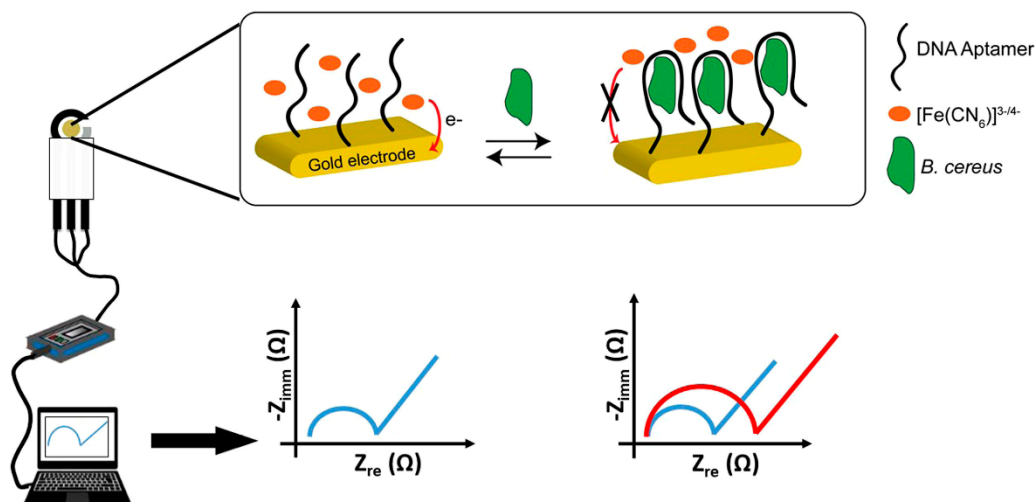 DNA Aptamer
[Fe(CN₆)]³⁻/⁴⁻
B. cereus
e-
Gold electrode
-Zimm (Ω)
Zre (Ω)
-Zimm (Ω)
Zre (Ω)